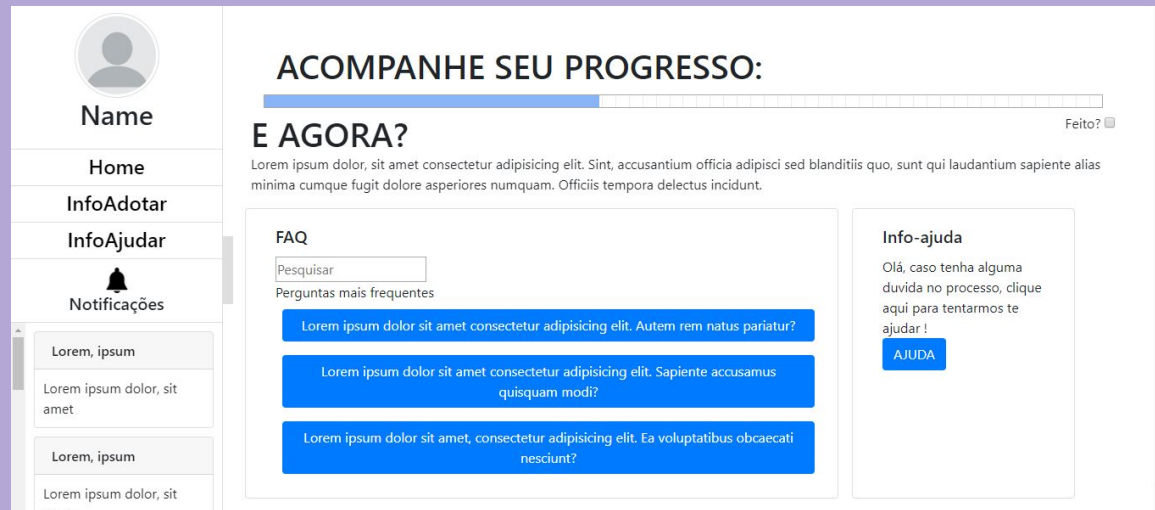 Name
Home
InfoAdotar
InfoAjudar
Notificações
Lorem, ipsum
Lorem ipsum dolor, sit
amet
Lorem, ipsum
Lorem ipsum dolor, sit
ACOMPANHE SEU PROGRESSO:
Feito?
E AGORA?
Lorem ipsum dolor, sit amet consectetur adipisicing elit. Sint, accusantium officia adipisci sed blanditiis quo, sunt qui laudantium sapiente alias
minima cumque fugit dolore asperiores numquam. Officiis tempora delectus incidunt.
FAQ
Pesquisar
Perguntas mais frequentes
Lorem ipsum dolor sit amet consectetur adipisicing elit. Autem rem natus pariatur?
Lorem ipsum dolor sit amet consectetur adipisicing elit. Sapiente accusamus
quisquam modi?
Lorem ipsum dolor sit amet, consectetur adipisicing elit. Ea voluptatibus obcaecati
nesciunt?
Info-ajuda
Olá, caso tenha alguma
duvida no processo, clique
aqui para tentarmos te
ajudar !
AJUDA